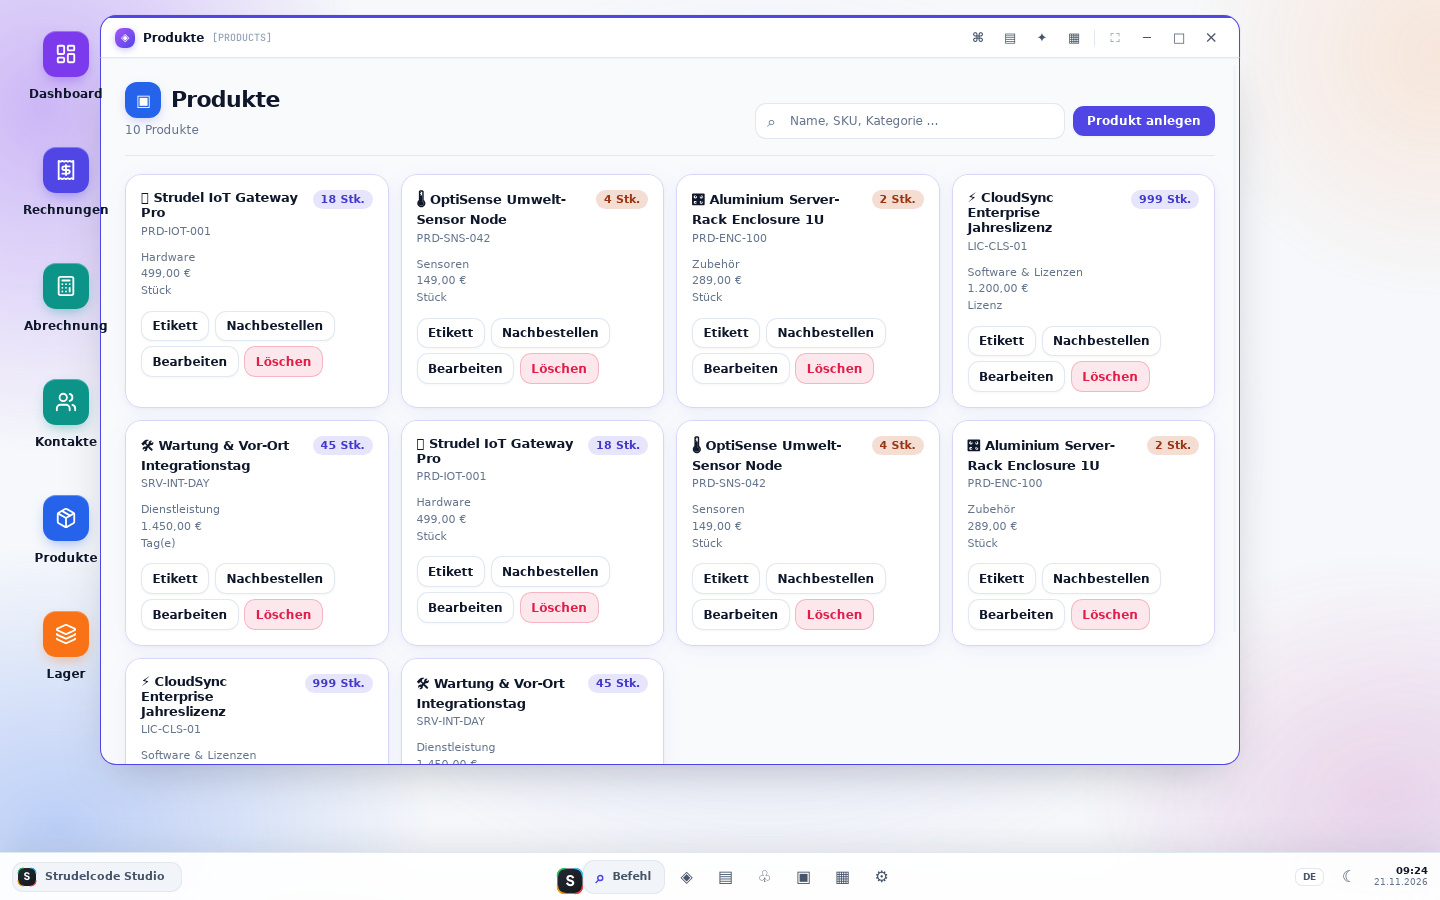 Dashboard
Rechnungen
Abrechnung
Kontakte
Produkte
Lager
Produkte [PRODUCTS]
Produkte
10 Produkte
Name, SKU, Kategorie ...
Produkt anlegen
Strudel IoT Gateway
Pro
18 Stk.
PRD-IOT-001
Hardware
499,00 €
Stück
Etikett
Nachbestellen
Bearbeiten
Löschen
OptiSense Umwelt-
Sensor Node
4 Stk.
PRD-SNS-042
Sensoren
149,00 €
Stück
Etikett
Nachbestellen
Bearbeiten
Löschen
Aluminium Server-
Rack Enclosure 1U
2 Stk.
PRD-ENC-100
Zubehör
289,00 €
Stück
Etikett
Nachbestellen
Bearbeiten
Löschen
CloudSync
Enterprise
Jahreslizenz
999 Stk.
LIC-CLS-01
Software & Lizenzen
1.200,00 €
Lizenz
Etikett
Nachbestellen
Bearbeiten
Löschen
Wartung & Vor-Ort
Integrationstag
45 Stk.
SRV-INT-DAY
Dienstleistung
1.450,00 €
Tag(e)
Etikett
Nachbestellen
Bearbeiten
Löschen
Strudel IoT Gateway
Pro
18 Stk.
PRD-IOT-001
Hardware
499,00 €
Stück
Etikett
Nachbestellen
Bearbeiten
Löschen
OptiSense Umwelt-
Sensor Node
4 Stk.
PRD-SNS-042
Sensoren
149,00 €
Stück
Etikett
Nachbestellen
Bearbeiten
Löschen
Aluminium Server-
Rack Enclosure 1U
2 Stk.
PRD-ENC-100
Zubehör
289,00 €
Stück
Etikett
Nachbestellen
Bearbeiten
Löschen
CloudSync
Enterprise
Jahreslizenz
999 Stk.
LIC-CLS-01
Software & Lizenzen
Wartung & Vor-Ort
Integrationstag
45 Stk.
SRV-INT-DAY
Dienstleistung
1.450,00 €
S Strudelcode Studio
S
Befehl
DE
09:24
21.11.2026